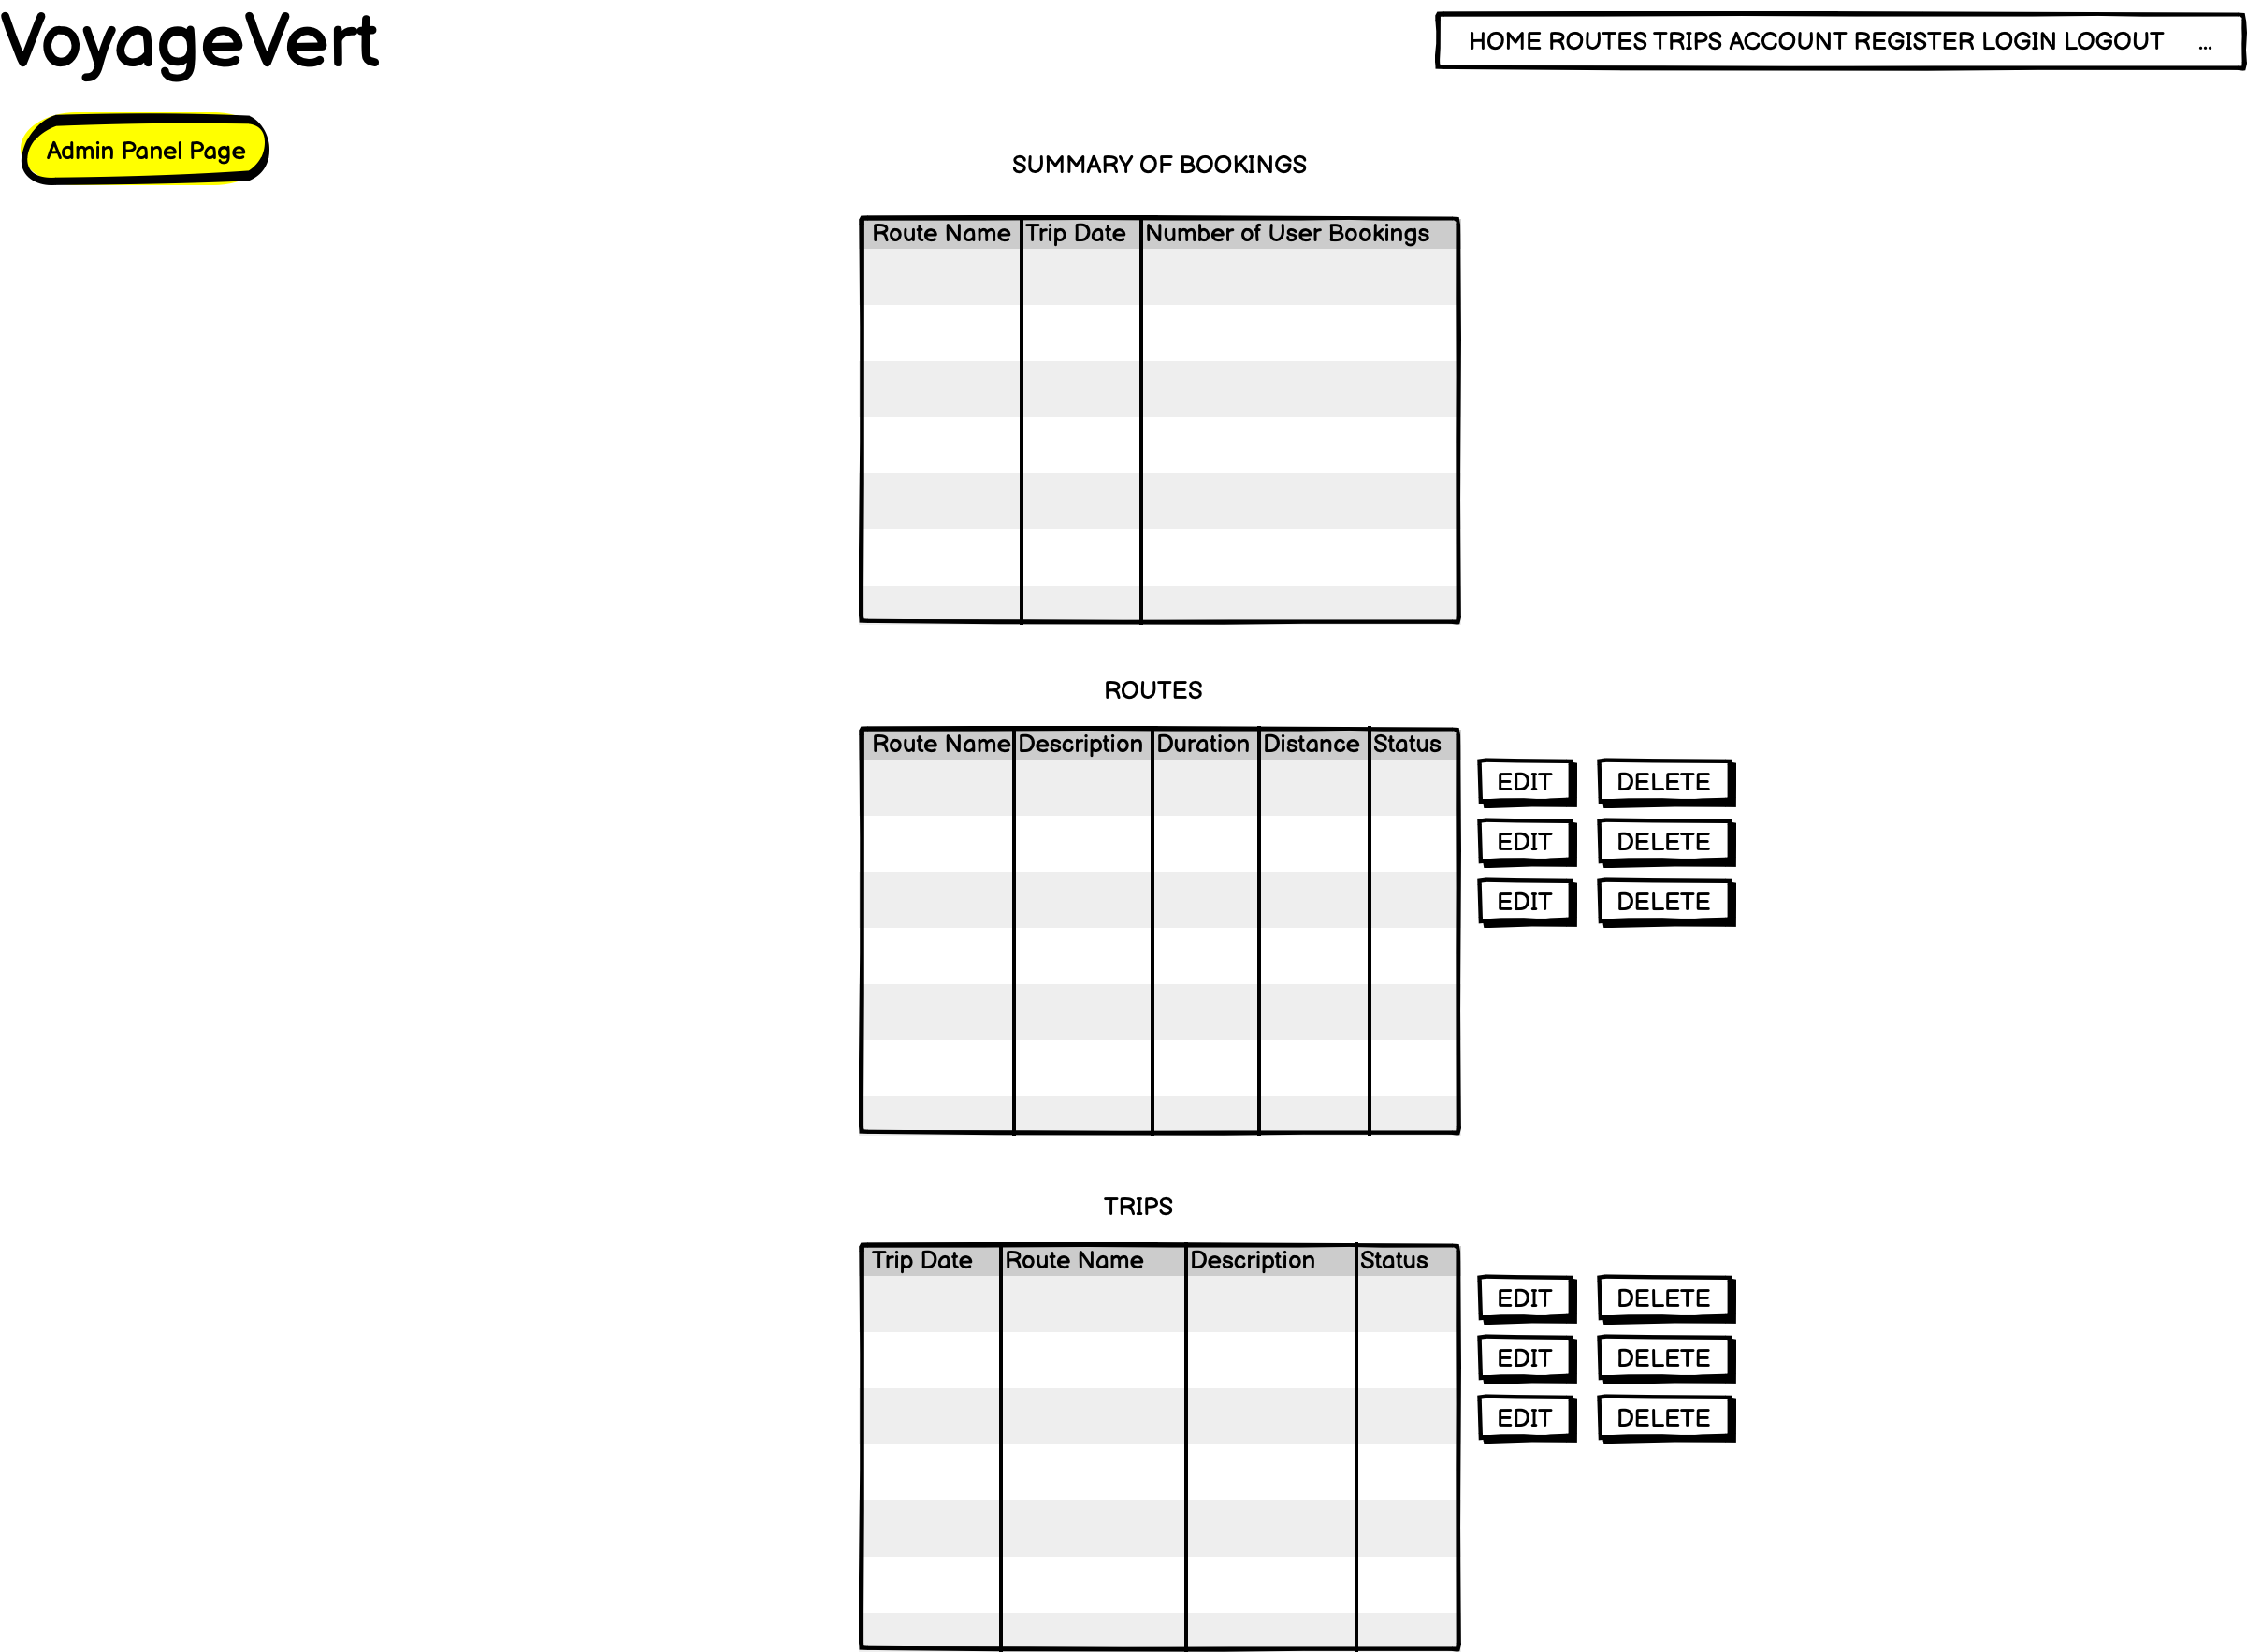 VoyageVert
HOME ROUTES TRIPS ACCOUNT REGISTER LOGIN LOGOUT ...
Admin Panel Page
SUMMARY OF BOOKINGS
Route Name Trip Date Number of User Bookings
ROUTES
Route Name Description Duration Distance Status
EDIT DELETE
EDIT DELETE
EDIT DELETE
TRIPS
Trip Date Route Name Description Status
EDIT DELETE
EDIT DELETE
EDIT DELETE